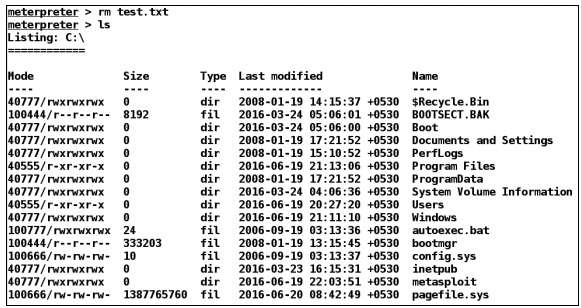 meterpreter > rm test.txt
meterpreter > ls
Listing: C:\
============
Mode Size Type Last modified Name
---- ---- ---- ------------- ----
40777/rwxrwxrwx 0 dir 2008-01-19 14:15:37 +0530 $Recycle.Bin
100444/r--r--r-- 8192 fil 2016-03-24 05:06:01 +0530 BOOTSECT.BAK
40777/rwxrwxrwx 0 dir 2016-03-24 05:06:00 +0530 Boot
40777/rwxrwxrwx 0 dir 2008-01-19 17:21:52 +0530 Documents and Settings
40777/rwxrwxrwx 0 dir 2008-01-19 15:10:52 +0530 PerfLogs
40555/r-xr-xr-x 0 dir 2016-06-19 21:13:06 +0530 Program Files
40777/rwxrwxrwx 0 dir 2008-01-19 17:21:52 +0530 ProgramData
40777/rwxrwxrwx 0 dir 2016-03-24 04:06:36 +0530 System Volume Information
40555/r-xr-xr-x 0 dir 2016-06-19 20:27:20 +0530 Users
40777/rwxrwxrwx 0 dir 2016-06-19 21:11:10 +0530 Windows
100777/rwxrwxrwx 24 fil 2006-09-19 03:13:36 +0530 autoexec.bat
100444/r--r--r-- 333203 fil 2008-01-19 13:15:45 +0530 bootmgr
100666/rw-rw-rw- 10 fil 2006-09-19 03:13:37 +0530 config.sys
40777/rwxrwxrwx 0 dir 2016-03-23 16:15:31 +0530 inetpub
40777/rwxrwxrwx 0 dir 2016-06-19 22:03:51 +0530 metasploit
100666/rw-rw-rw- 1387765760 fil 2016-06-20 08:42:49 +0530 pagefile.sys